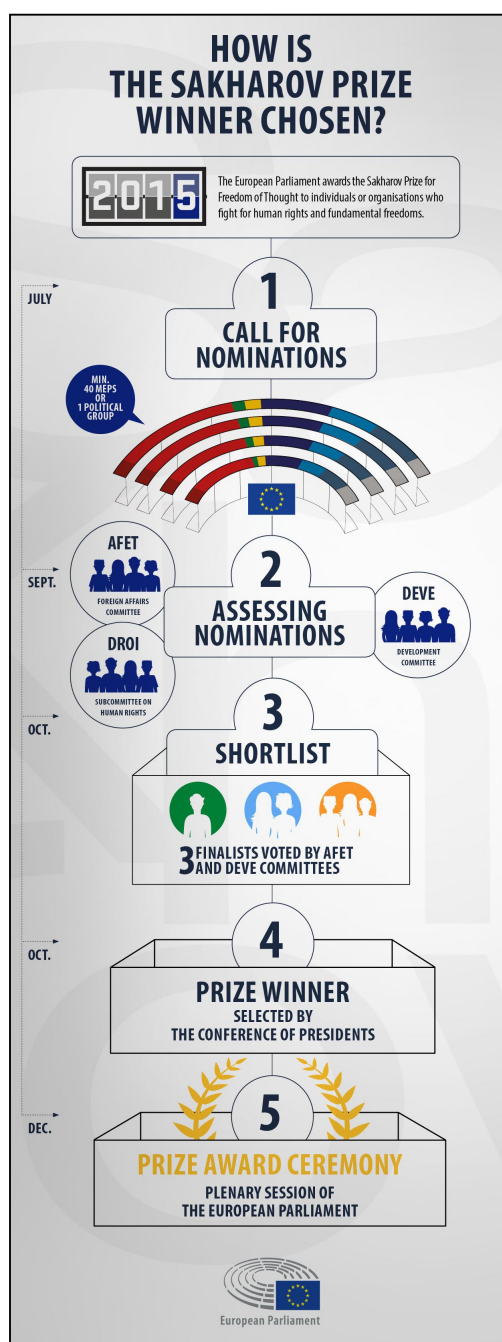 HOW IS
THE SAKHAROV PRIZE
WINNER CHOSEN?
2015
The European Parliament awards the Sakharov Prize for
Freedom of Thought to individuals or organisations who
fight for human rights and fundamental freedoms.
JULY
1
CALL FOR
NOMINATIONS
MIN.
40 MEPS
OR
1 POLITICAL
GROUP
SEPT.
AFET
FOREIGN AFFAIRS
COMMITTEE
2
ASSESSING
NOMINATIONS
DEVE
DEVELOPMENT
COMMITTEE
DROI
SUBCOMMITTEE ON
HUMAN RIGHTS
OCT.
3
SHORTLIST
3 FINALISTS VOTED BY AFET
AND DEVE COMMITTEES
OCT.
4
PRIZE WINNER
SELECTED BY
THE CONFERENCE OF PRESIDENTS
DEC.
5
PRIZE AWARD CEREMONY
PLENARY SESSION OF
THE EUROPEAN PARLIAMENT
European Parliament